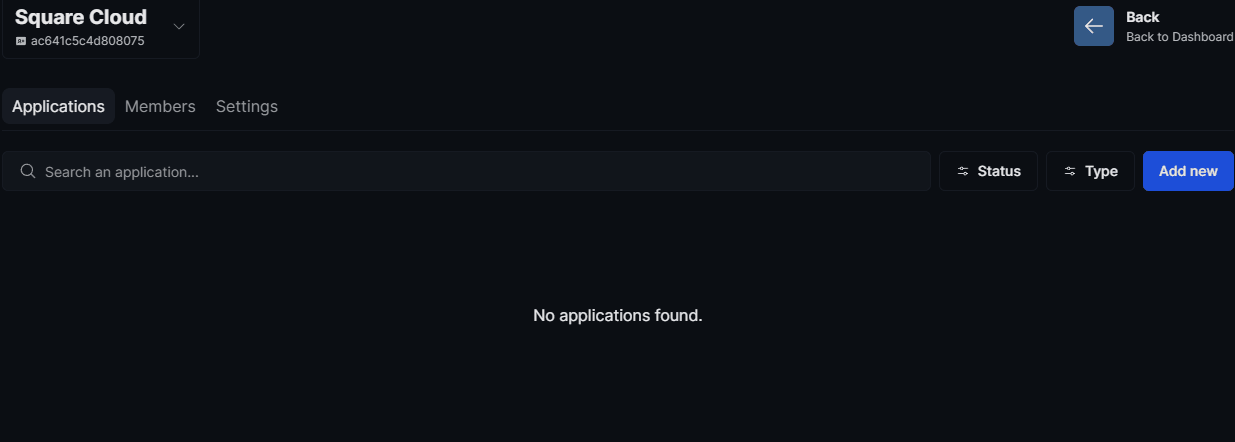 Square Cloud
ac641c5c4d808075
Back
Back to Dashboard
Applications Members Settings
Search an application...
Status
Type
Add new
No applications found.